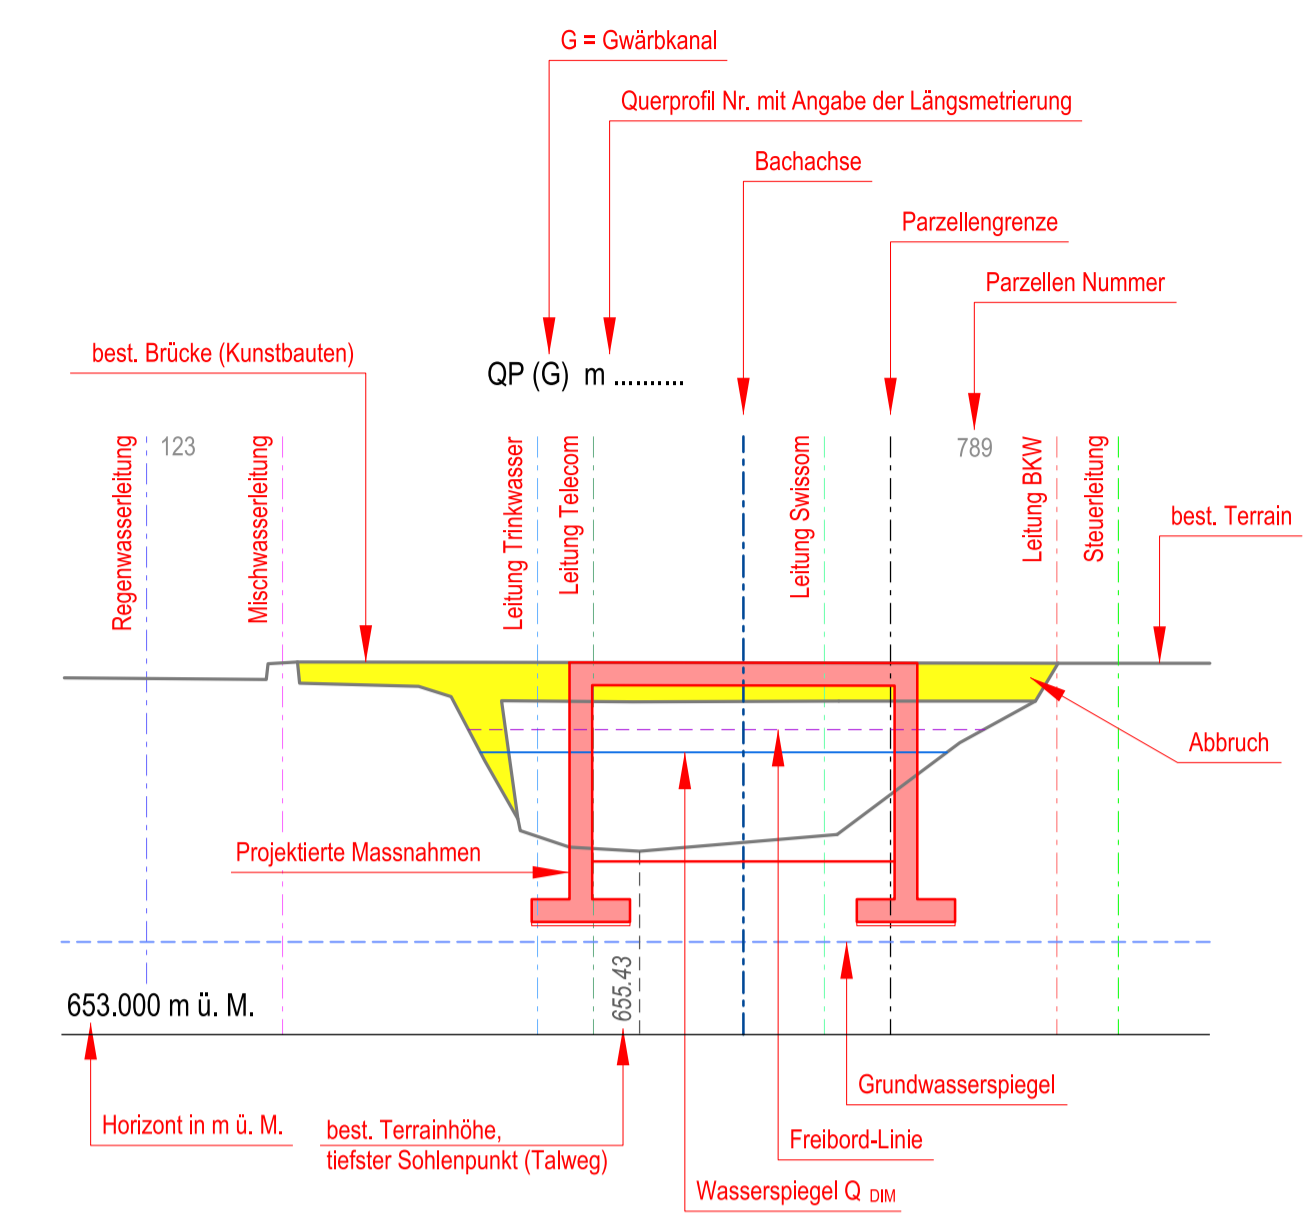 G = Gwärbkanal
Querprofil Nr. mit Angabe der Längsmetrierung
Bachachse
Parzellengrenze
Parzellen Nummer
best. Brücke (Kunstbauten)
QP (G) m ..........
Regenwasserleitung
123
Mischwasserleitung
Leitung Trinkwasser
Leitung Telecom
Leitung Swissom
789
Leitung BKW
Steuerleitung
best. Terrain
Abbruch
Projektierte Massnahmen
655.43
653.000 m ü. M.
Grundwasserspiegel
Horizont in m ü. M.
best. Terrainhöhe,
tiefster Sohlenpunkt (Talweg)
Freibord-Linie
Wasserspiegel Q DIM